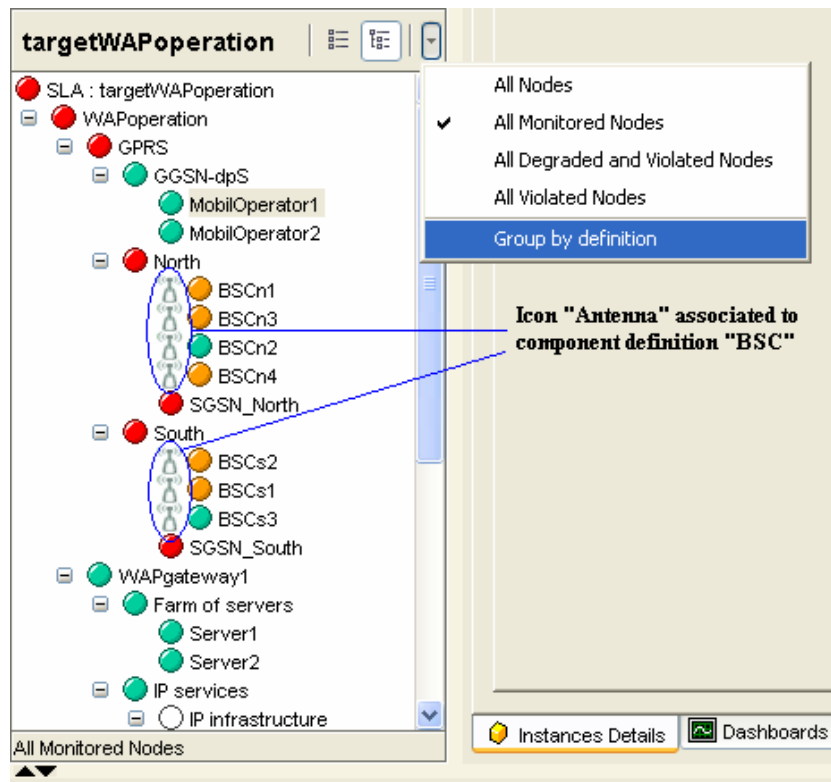 targetWAPoperation
SLA : targetWAPoperation
WAPoperation
GPRS
GGSN-dpS
MobilOperator1
MobilOperator2
North
BSCn1
BSCn3
BSCn2
BSCn4
SGSN_North
South
BSCs2
BSCs1
BSCs3
SGSN_South
WAPgateway1
Farm of servers
Server1
Server2
IP services
IP infrastructure
All Monitored Nodes
All Nodes
All Monitored Nodes
All Degraded and Violated Nodes
All Violated Nodes
Group by definition
Icon "Antenna" associated to
component definition "BSC"
Instances Details
Dashboards